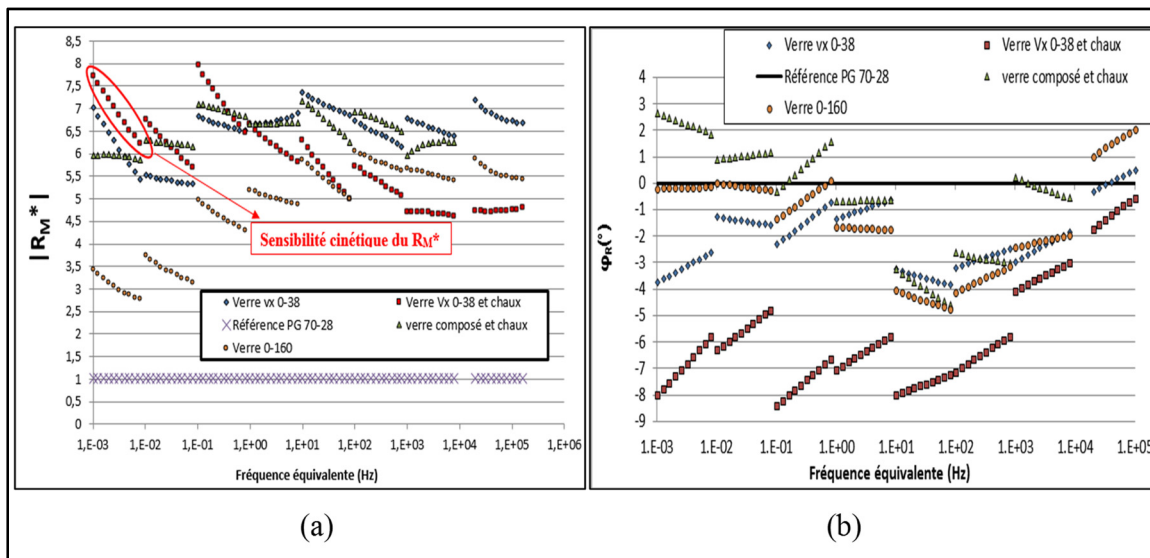 8,5
8
7,5
7
6,5
6
5,5
5
4,5
4
3,5
3
2,5
2
1,5
1
0,5
0
|R_M*|
Sensibilité cinétique du R_M*
Verre vx 0-38
Verre Vx 0-38 et chaux
Référence PG 70-28
verre composé et chaux
Verre 0-160
1,E-03 1,E-02 1,E-01 1,E+00 1,E+01 1,E+02 1,E+03 1,E+04 1,E+05 1,E+06
Fréquence équivalente (Hz)
(a)
Verre vx 0-38
Verre Vx 0-38 et chaux
Référence PG 70-28
verre composé et chaux
Verre 0-160
4
3
2
1
0
-1
-2
-3
-4
-5
-6
-7
-8
-9
φ_R(°)
1.E-03 1.E-02 1.E-01 1.E+00 1.E+01 1.E+02 1.E+03 1.E+04 1.E+05
Fréquence équivalente (Hz)
(b)